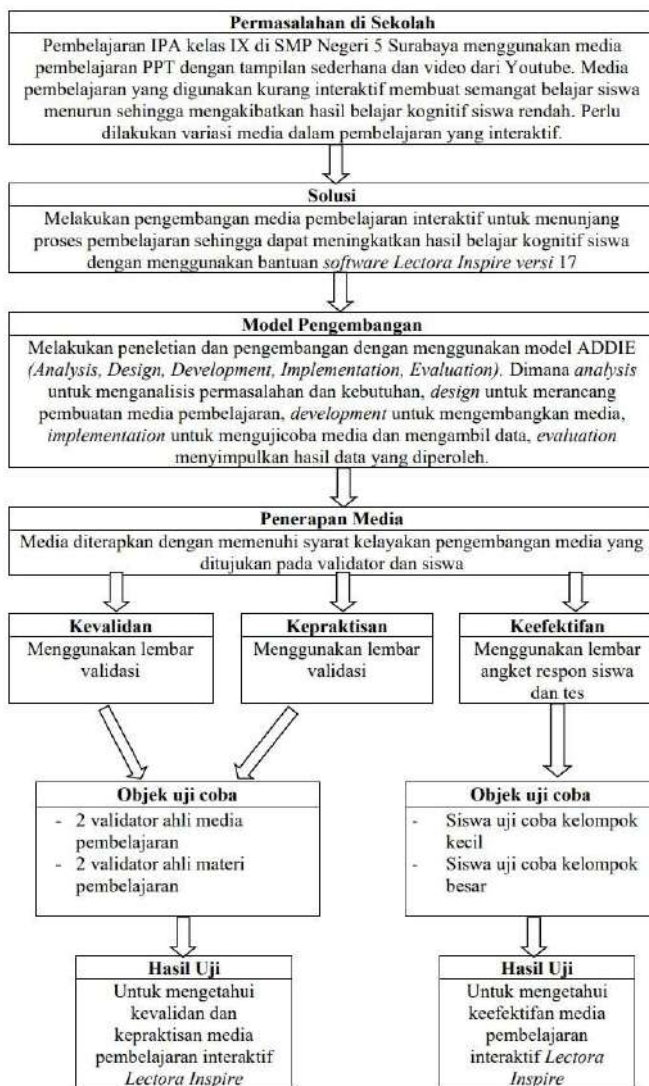 Permasalahan di Sekolah
Pembelajaran IPA kelas IX di SMP Negeri 5 Surabaya menggunakan media
pembelajaran PPT dengan tampilan sederhana dan video dari Youtube. Media
pembelajaran yang digunakan kurang interaktif membuat semangat belajar siswa
menurun sehingga mengakibatkan hasil belajar kognitif siswa rendah. Perlu
dilakukan variasi media dalam pembelajaran yang interaktif.
Solusi
Melakukan pengembangan media pembelajaran interaktif untuk menunjang
proses pembelajaran sehingga dapat meningkatkan hasil belajar kognitif siswa
dengan menggunakan bantuan software Lectora Inspire versi 17
Model Pengembangan
Melakukan peneletian dan pengembangan dengan menggunakan model ADDIE
(Analysis, Design, Development, Implementation, Evaluation). Dimana analysis
untuk menganalisis permasalahan dan kebutuhan, design untuk merancang
pembuatan media pembelajaran, development untuk mengembangkan media,
implementation untuk mengujicoba media dan mengambil data, evaluation
menyimpulkan hasil data yang diperoleh.
Penerapan Media
Media diterapkan dengan memenuhi syarat kelayakan pengembangan media yang
ditujukan pada validator dan siswa
Kevalidan
Menggunakan lembar
validasi
Kepraktisan
Menggunakan lembar
validasi
Keefektifan
Menggunakan lembar
angket respon siswa
dan tes
Objek uji coba
- 2 validator ahli media
pembelajaran
- 2 validator ahli materi
pembelajaran
Objek uji coba
- Siswa uji coba kelompok
kecil
- Siswa uji coba kelompok
besar
Hasil Uji
Untuk mengetahui
kevalidan dan
kepraktisan media
pembelajaran interaktif
Lectora Inspire
Hasil Uji
Untuk mengetahui
keefektifan media
pembelajaran
interaktif Lectora
Inspire